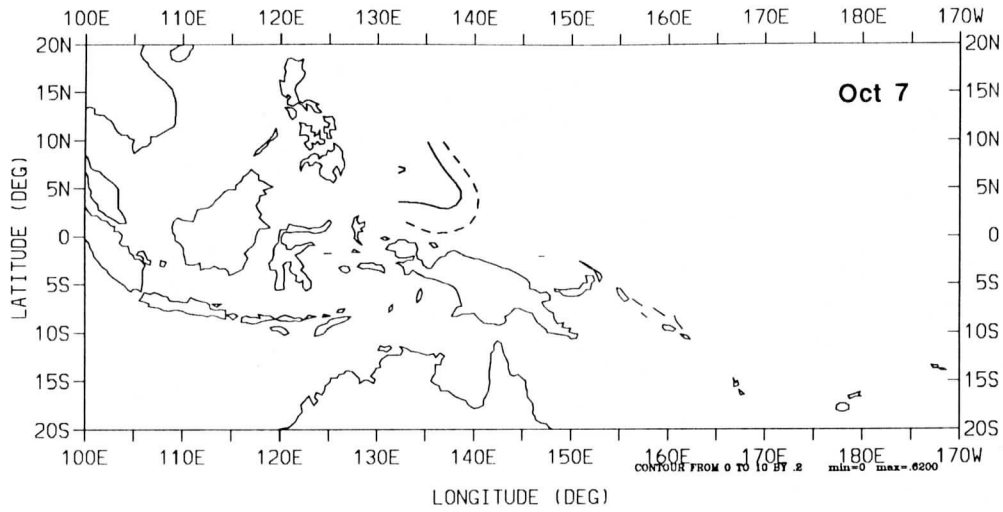 100E 110E 120E 130E 140E 150E 160E 170E 180E 170W
20N 20N
Oct 7
15N 15N
10N 10N
5N 5N
0 0
5S 5S
10S 10S
15S 15S
20S 20S
LATITUDE (DEG)
100E 110E 120E 130E 140E 150E 160E 170E 180E 170W
CONTOUR FROM 0 TO 10 BY .2 min=0 max=.6200
LONGITUDE (DEG)